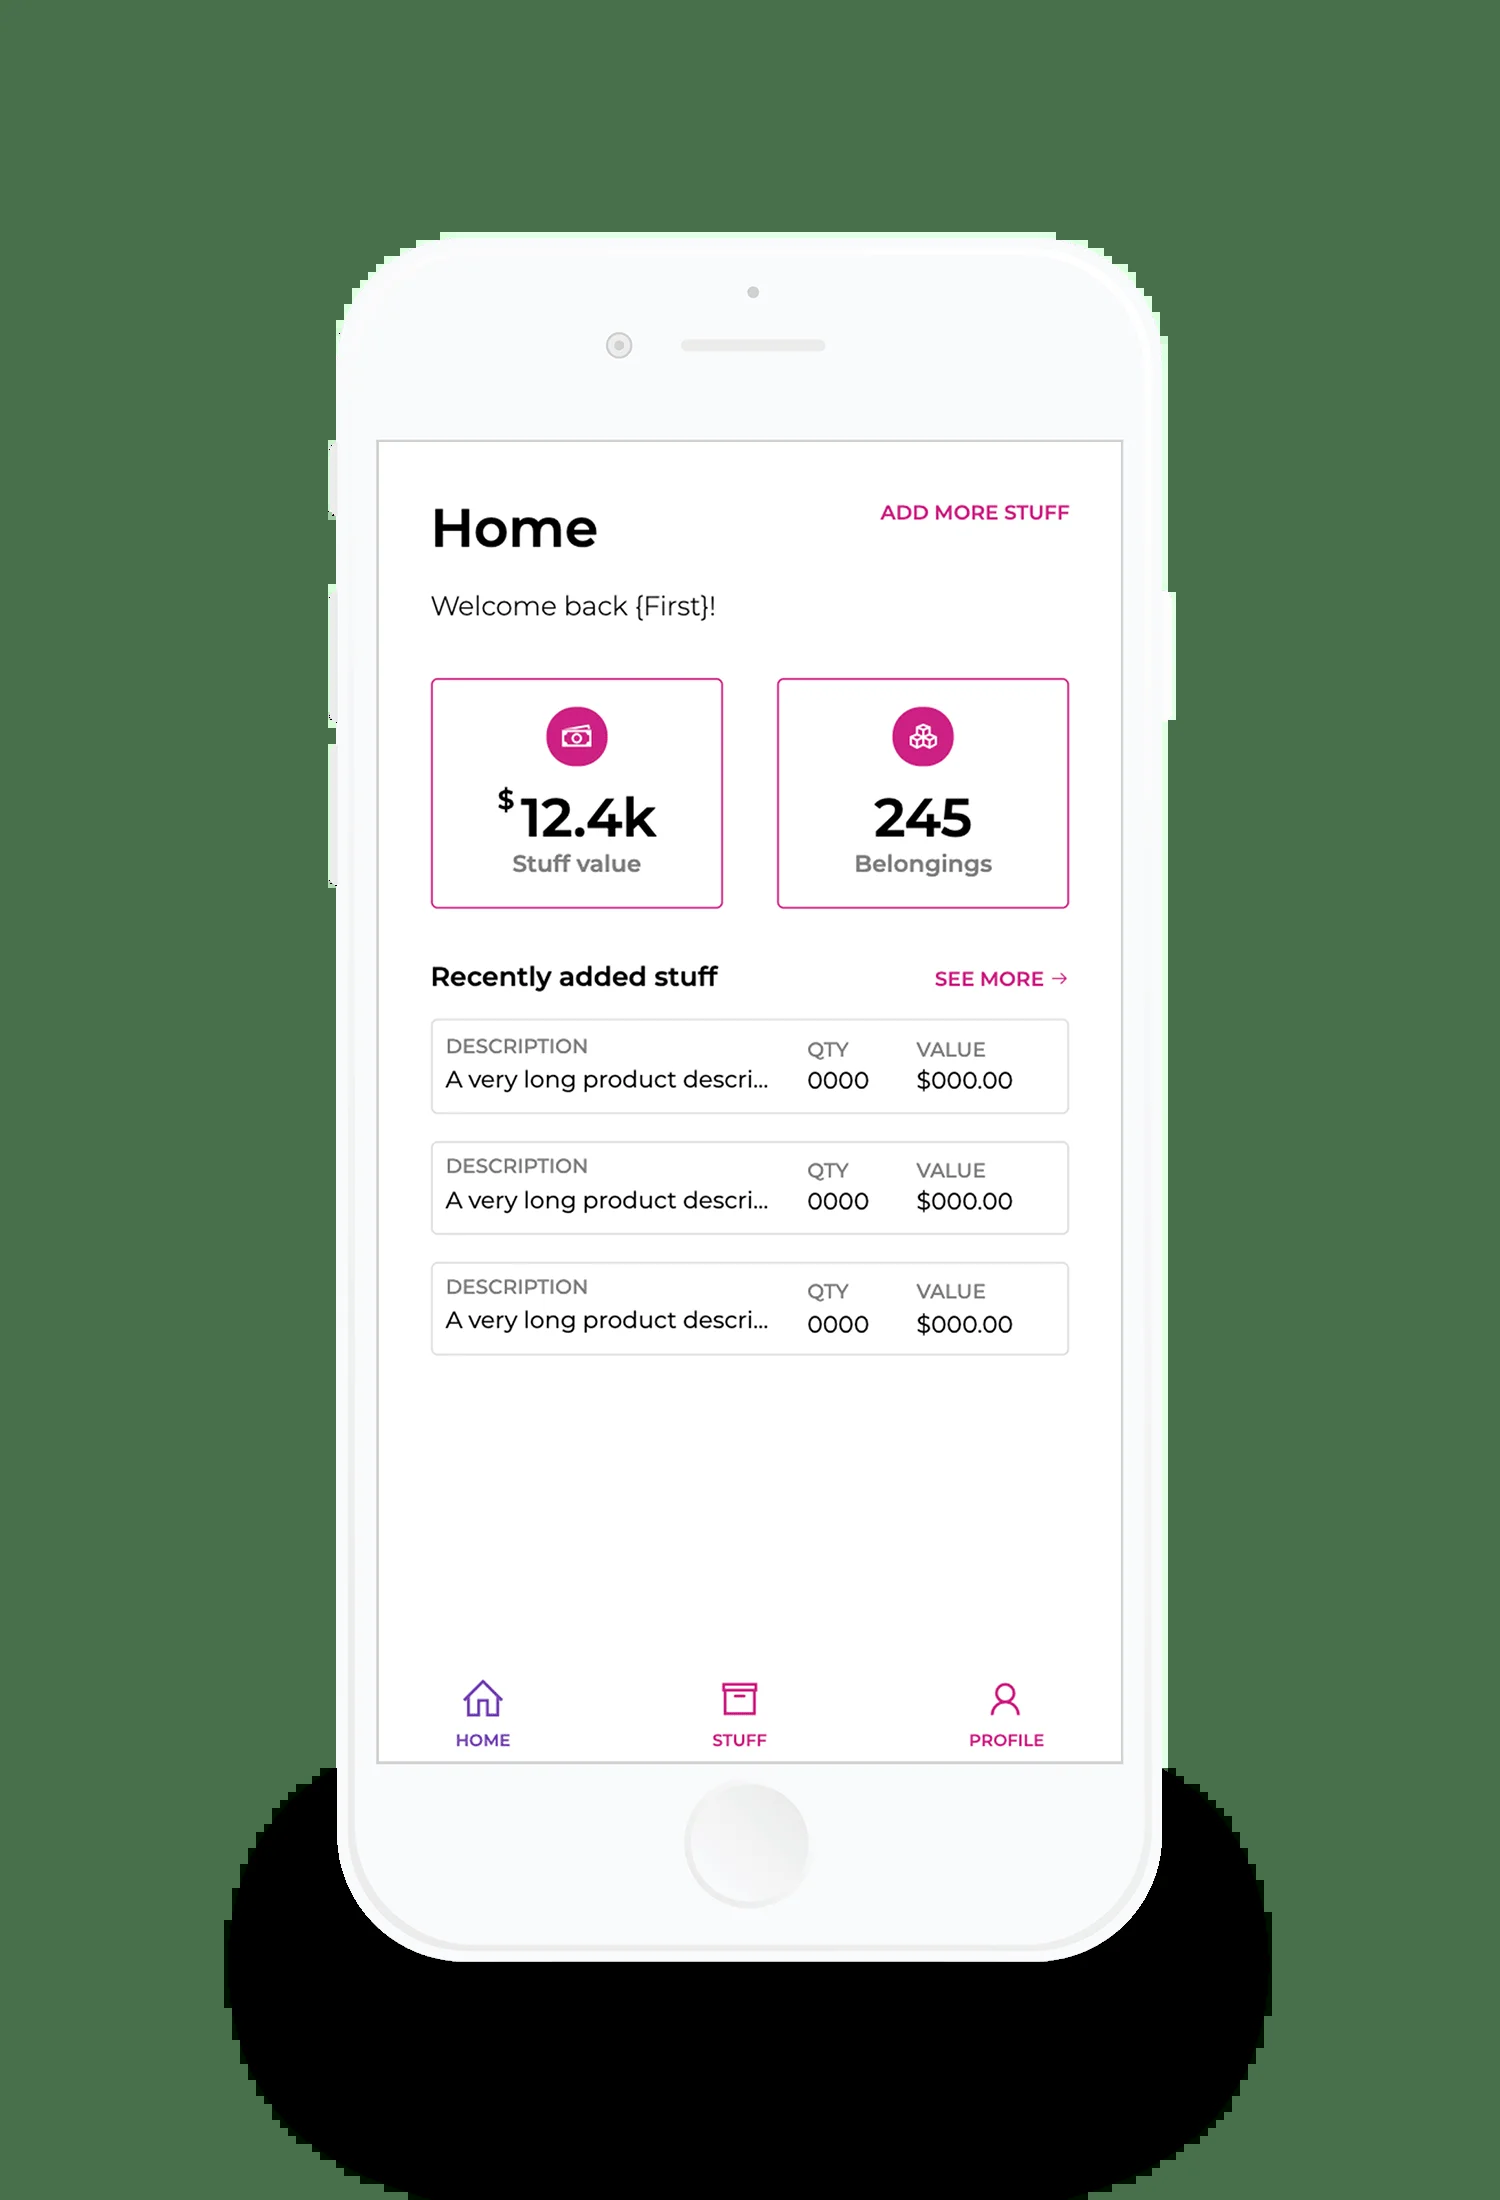 Home
ADD MORE STUFF
Welcome back {First}!
$12.4k
Stuff value
245
Belongings
Recently added stuff
SEE MORE →
DESCRIPTION QTY VALUE
A very long product descri... 0000 $000.00
DESCRIPTION QTY VALUE
A very long product descri... 0000 $000.00
DESCRIPTION QTY VALUE
A very long product descri... 0000 $000.00
HOME STUFF PROFILE